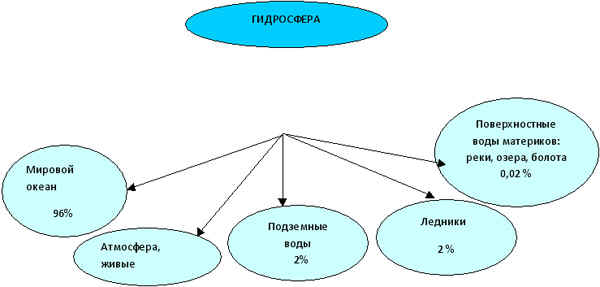 ГИДРОСФЕРА
Поверхностные
воды материков:
реки, озера, болота
0,02 %
Мировой
океан
96%
Атмосфера,
живые
Подземные
воды
2%
Ледники
2 %